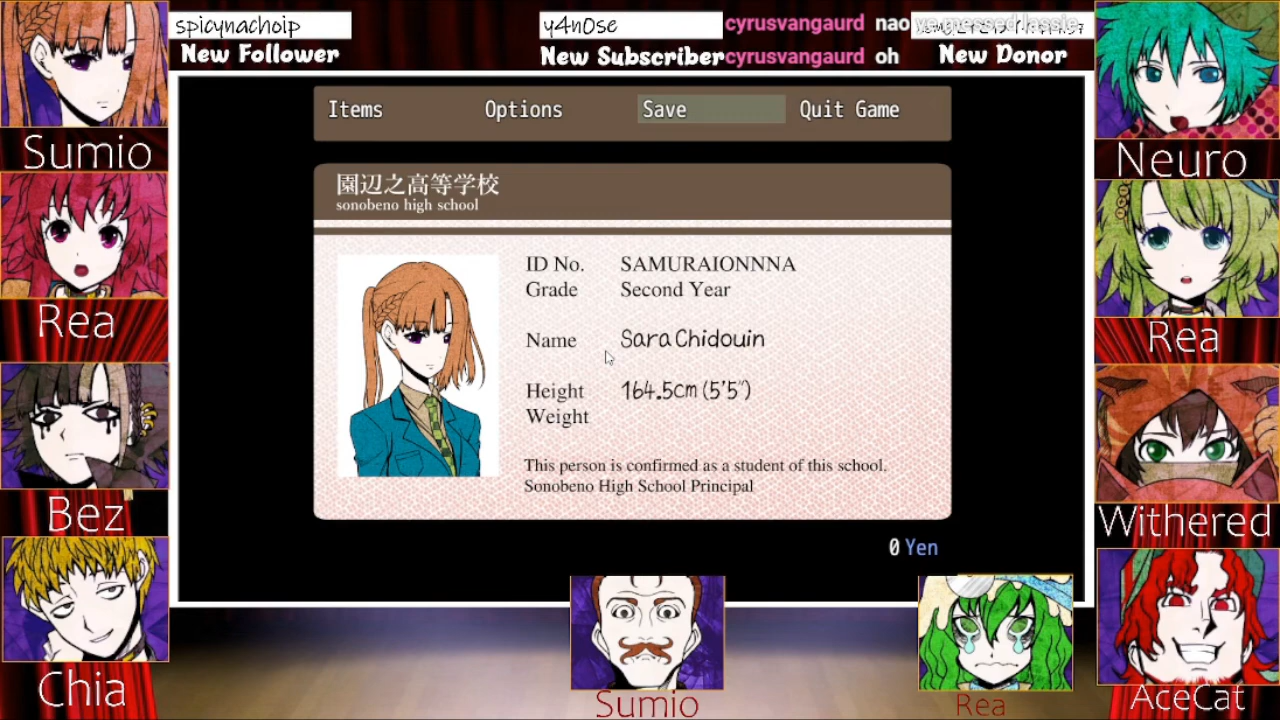 spicynachoip
New Follower
y4n0se
New Subscriber
cyrusvangaurd nao
cyrusvangaurd oh
New Donor
Items
Options
Save
Quit Game
園辺之高等学校
sonobeno high school
ID No. SAMURAIONNNA
Grade Second Year
Name Sara Chidouin
Height 164.5cm (5'5")
Weight
This person is confirmed as a student of this school.
Sonobeno High School Principal
0 Yen
Sumio
Rea
Bez
Chia
Neuro
Rea
Withered
AceCat
Sumio
Rea